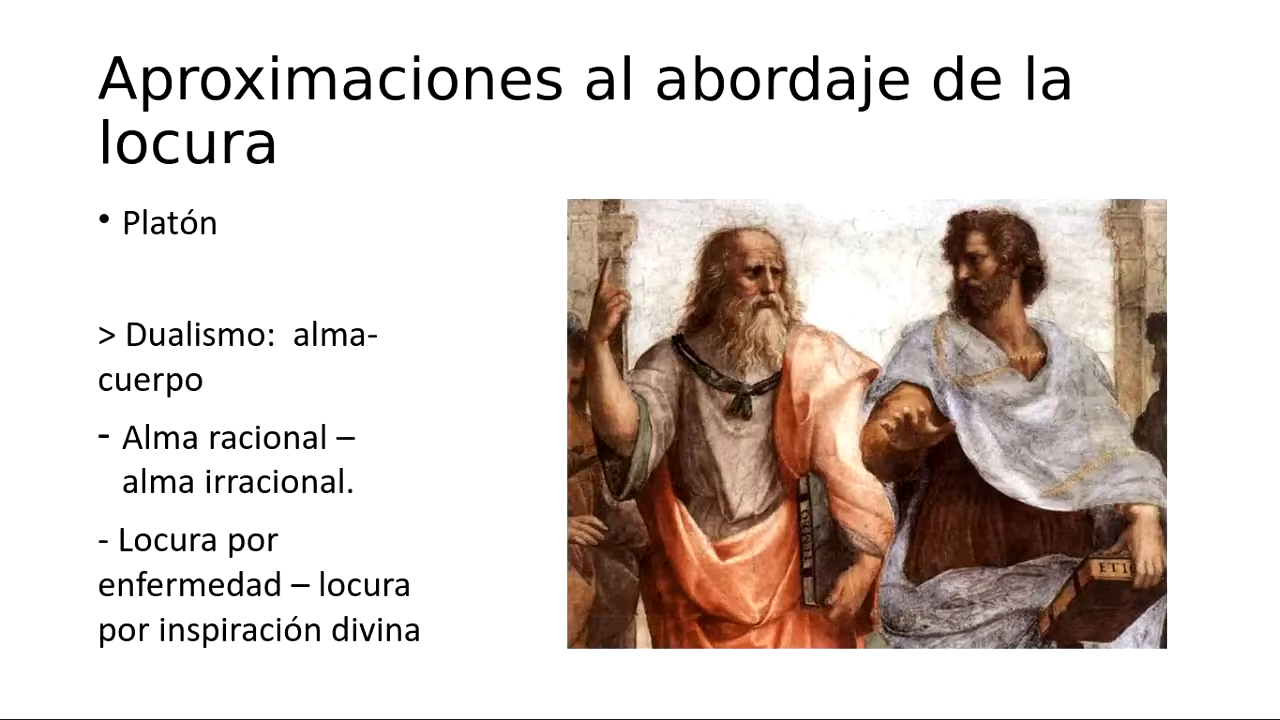 Aproximaciones al abordaje de la
locura
• Platón
> Dualismo:  alma-
cuerpo
- Alma racional –
alma irracional.
- Locura por
enfermedad – locura
por inspiración divina
ETIC